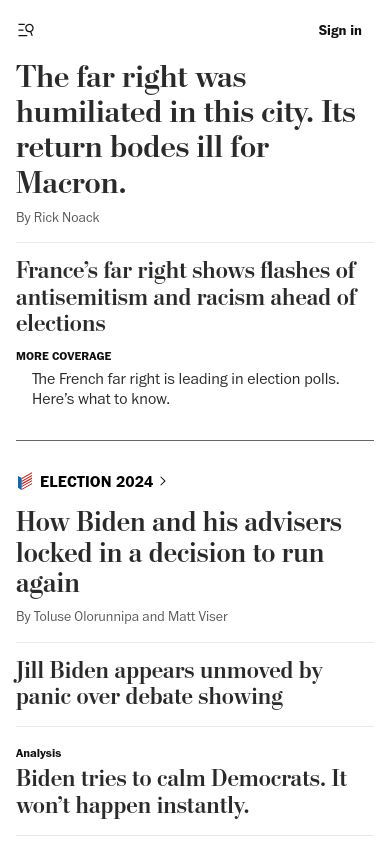 Sign in
The far right was
humiliated in this city. Its
return bodes ill for
Macron.
By Rick Noack
France’s far right shows flashes of
antisemitism and racism ahead of
elections
MORE COVERAGE
The French far right is leading in election polls.
Here’s what to know.
ELECTION 2024
How Biden and his advisers
locked in a decision to run
again
By Toluse Olorunnipa and Matt Viser
Jill Biden appears unmoved by
panic over debate showing
Analysis
Biden tries to calm Democrats. It
won’t happen instantly.